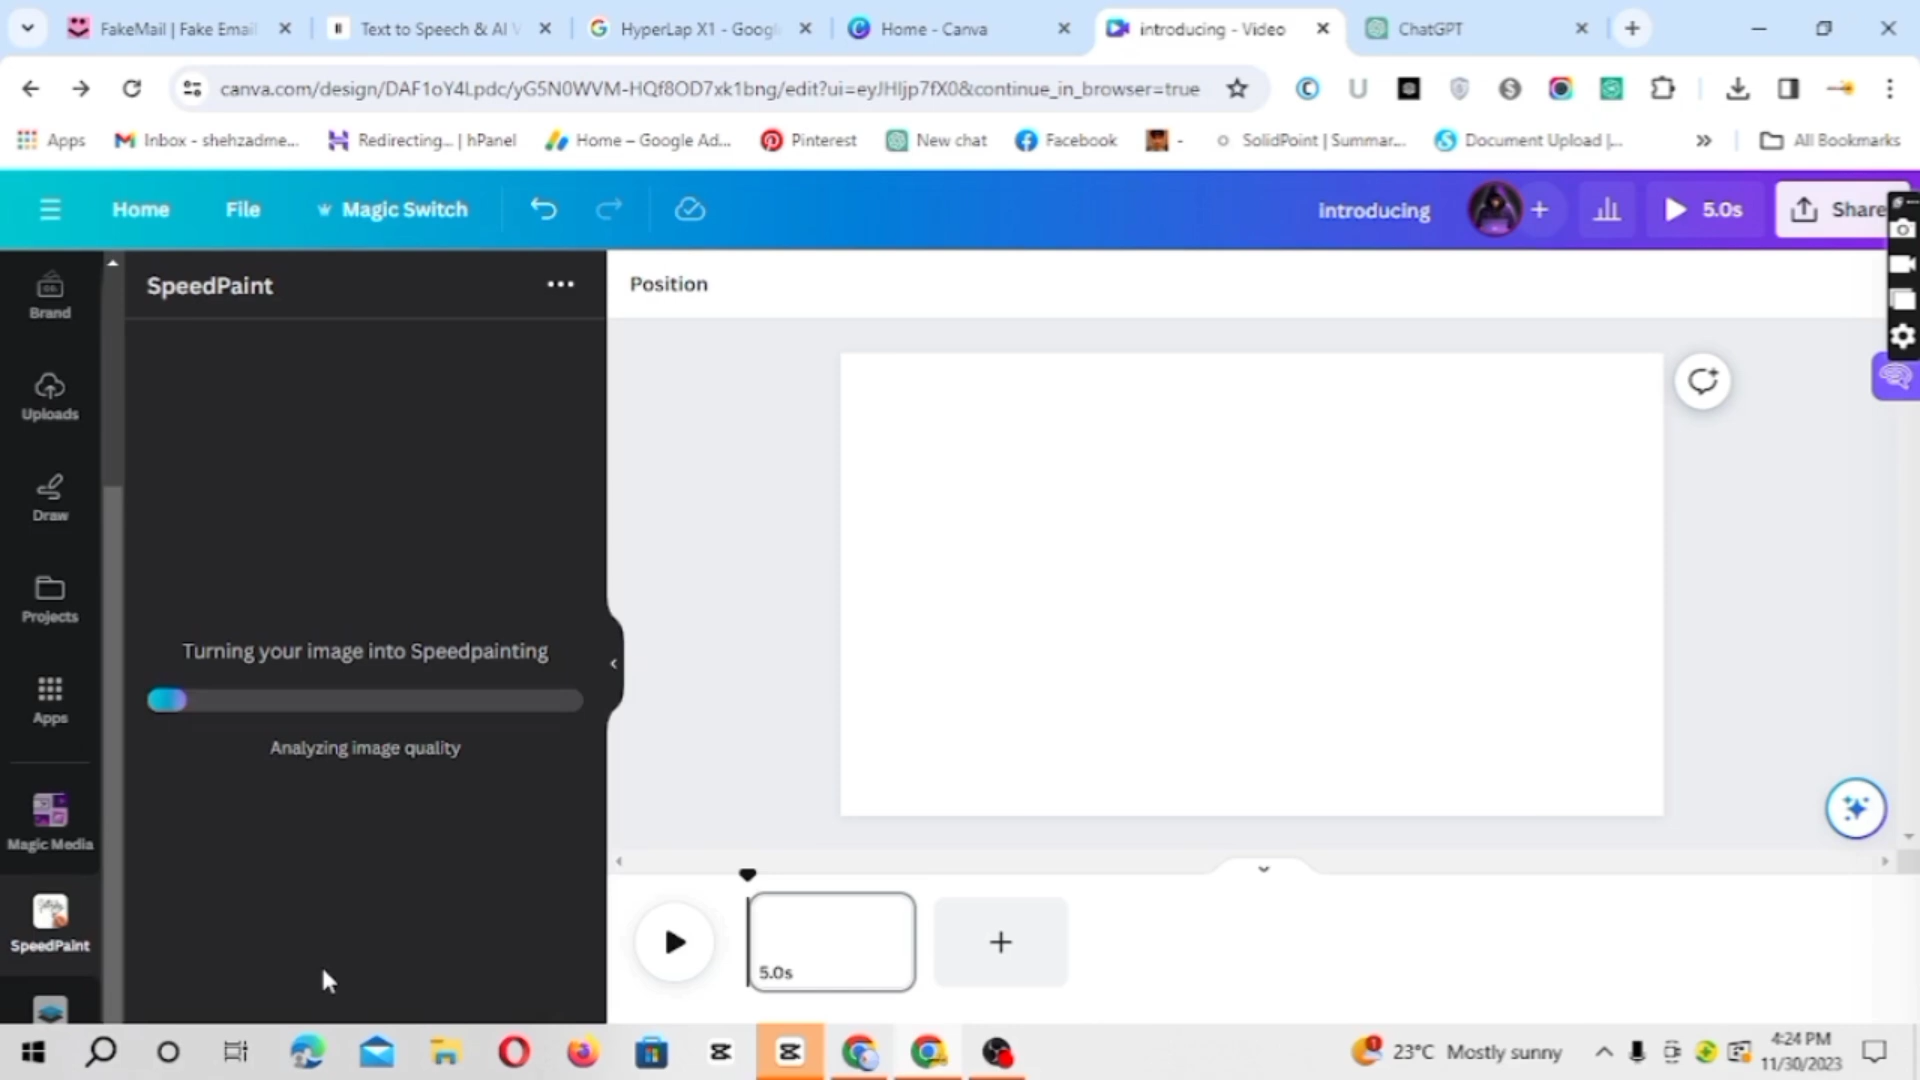 FakeMail | Fake Email
Text to Speech & AI V
HyperLap X1 - Googl
Home - Canva
introducing - Video
ChatGPT
canva.com/design/DAF1oY4Lpdc/yG5N0WVM-HQf8OD7xk1bng/edit?ui=eyJHIjp7fX0&continue_in_browser=true
Apps
Inbox - shehzadme...
Redirecting... | hPanel
Home – Google Ad...
Pinterest
New chat
Facebook
-
SolidPoint | Summar...
Document Upload |...
All Bookmarks
Home
File
Magic Switch
introducing
5.0s
Share
Brand
Uploads
Draw
Projects
Apps
Magic Media
SpeedPaint
SpeedPaint
Turning your image into Speedpainting
Analyzing image quality
Position
5.0s
23°C Mostly sunny
4:24 PM
11/30/2023